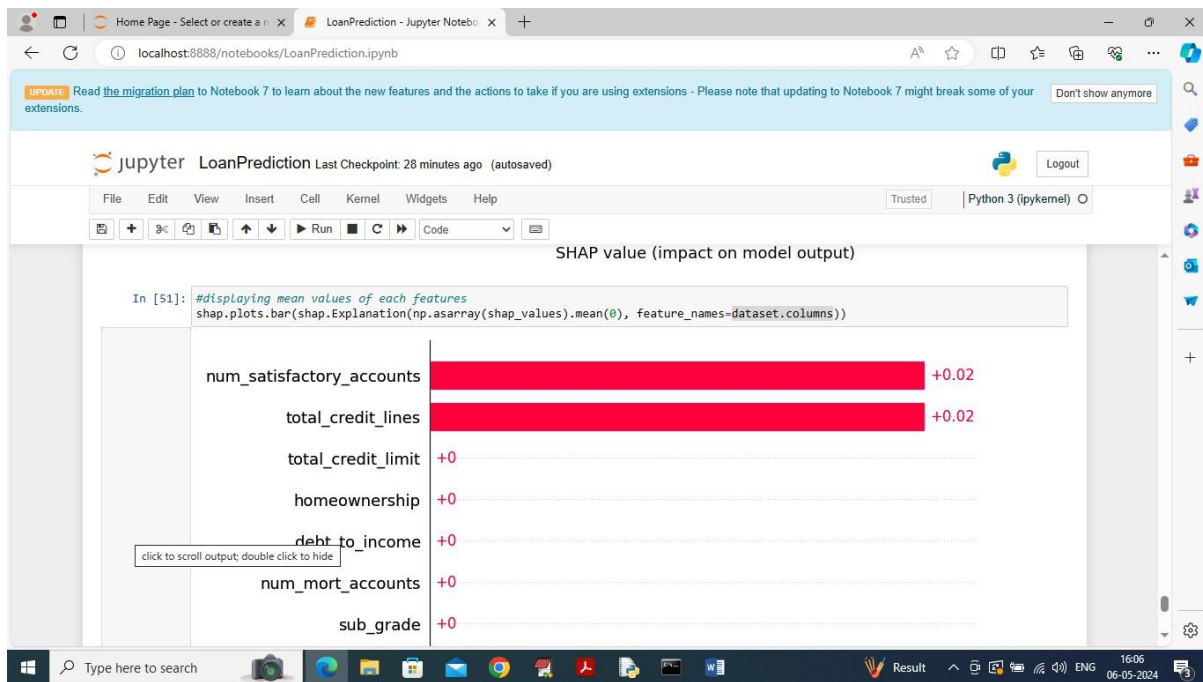 Home Page - Select or create a n
LoanPrediction - Jupyter Notebo
localhost:8888/notebooks/LoanPrediction.ipynb
UPDATE Read the migration plan to Notebook 7 to learn about the new features and the actions to take if you are using extensions - Please note that updating to Notebook 7 might break some of your
extensions.
Don't show anymore
jupyter LoanPrediction Last Checkpoint: 28 minutes ago (autosaved)
Logout
File Edit View Insert Cell Kernel Widgets Help
Trusted
Python 3 (ipykernel)
Run
Code
SHAP value (impact on model output)
In [51]: #displaying mean values of each features
shap.plots.bar(shap.Explanation(np.asarray(shap_values).mean(0), feature_names=dataset.columns))
num_satisfactory_accounts +0.02
total_credit_lines +0.02
total_credit_limit +0
homeownership +0
debt_to_income +0
click to scroll output; double click to hide
num_mort_accounts +0
sub_grade +0
Type here to search
Result
ENG
16:06
06-05-2024
3